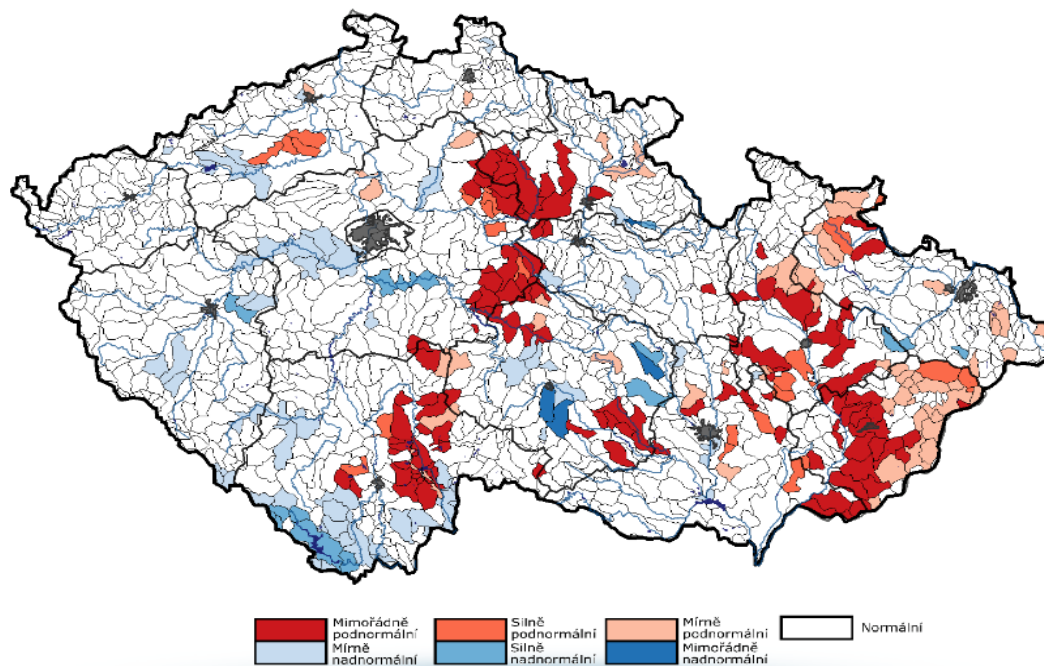 Mimořádně
podnormální
Silně
podnormální
Mírně
podnormální
Normální
Mírně
nadnormální
Silně
nadnormální
Mimořádně
nadnormální